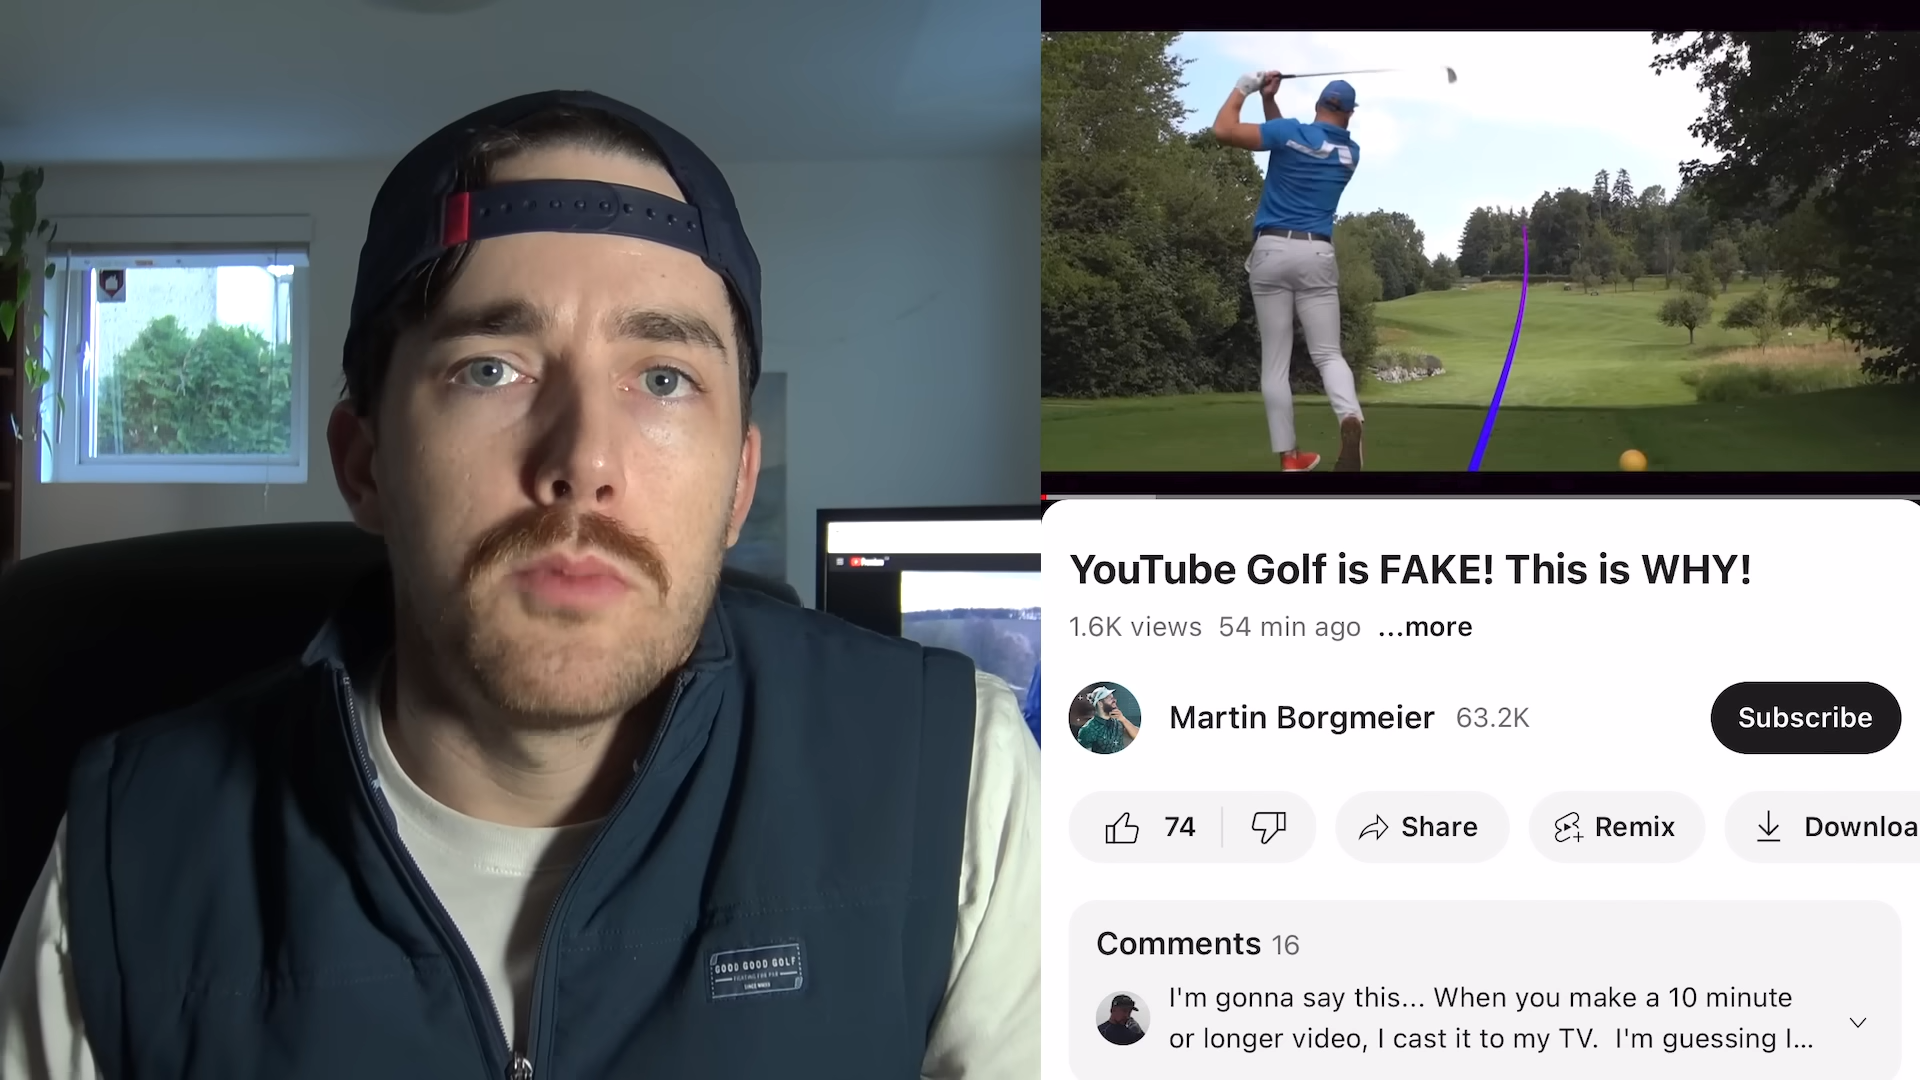 GOOD GOOD GOLF
YouTube Golf is FAKE! This is WHY!
1.6K views 54 min ago ...more
Martin Borgmeier 63.2K
Subscribe
74
Share
Remix
Downloa
Comments 16
I'm gonna say this... When you make a 10 minute
or longer video, I cast it to my TV. I'm guessing I...